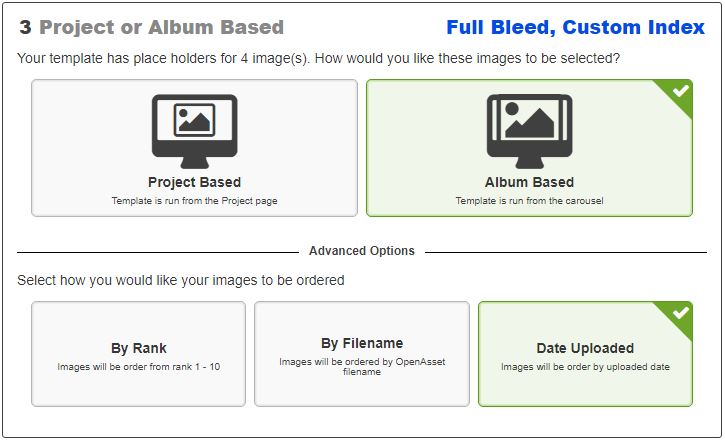 3 Project or Album Based
Full Bleed, Custom Index
Your template has place holders for 4 image(s). How would you like these images to be selected?
Project Based
Template is run from the Project page
Album Based
Template is run from the carousel
Advanced Options
Select how you would like your images to be ordered
By Rank
Images will be order from rank 1 - 10
By Filename
Images will be ordered by OpenAsset
filename
Date Uploaded
Images will be order by uploaded date